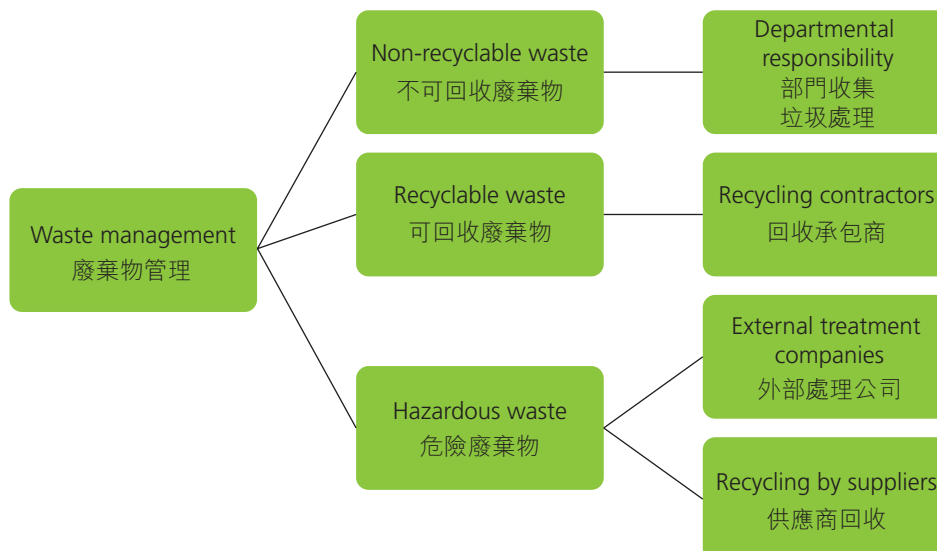 Waste management
廢棄物管理
Non-recyclable waste
不可回收廢棄物
Departmental
responsibility
部門收集
垃圾處理
Recyclable waste
可回收廢棄物
Recycling contractors
回收承包商
Hazardous waste
危險廢棄物
External treatment
companies
外部處理公司
Recycling by suppliers
供應商回收